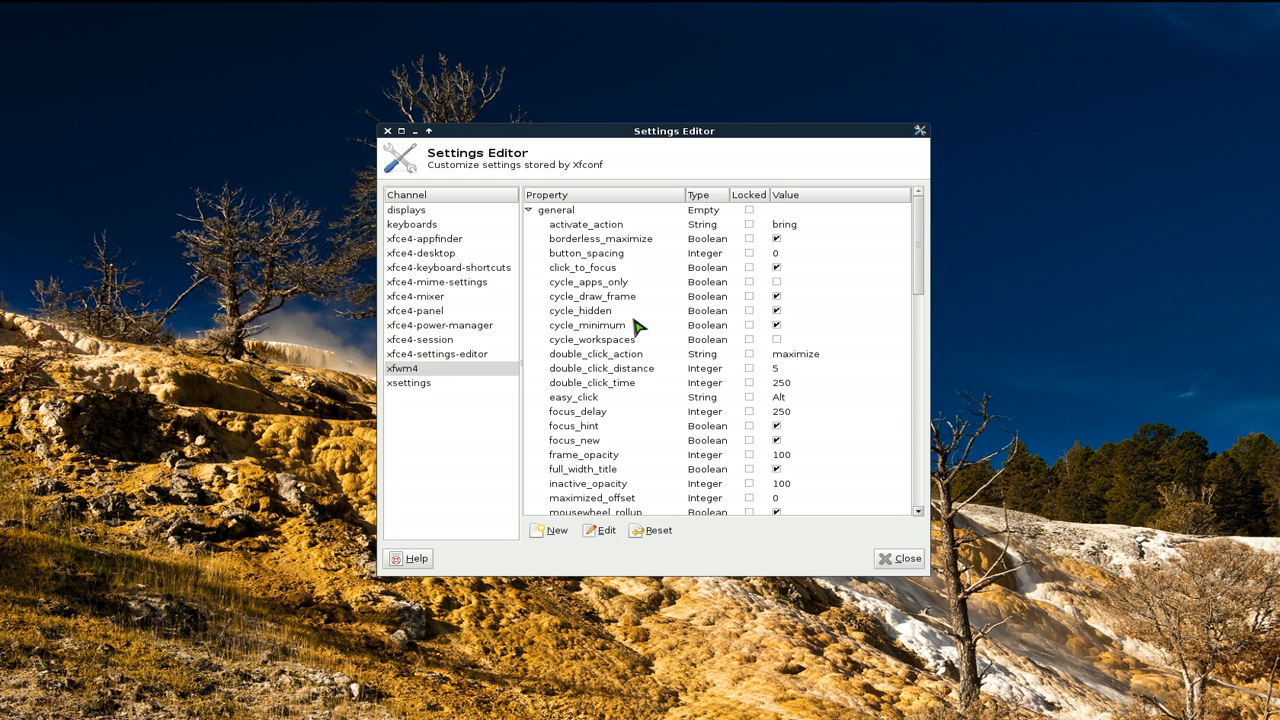 Settings Editor
Settings Editor
Customize settings stored by Xfconf
Channel
displays
keyboards
xfce4-appfinder
xfce4-desktop
xfce4-keyboard-shortcuts
xfce4-mime-settings
xfce4-mixer
xfce4-panel
xfce4-power-manager
xfce4-session
xfce4-settings-editor
xfwm4
xsettings
Property Type Locked Value
general Empty
activate_action String bring
borderless_maximize Boolean
button_spacing Integer 0
click_to_focus Boolean
cycle_apps_only Boolean
cycle_draw_frame Boolean
cycle_hidden Boolean
cycle_minimum Boolean
cycle_workspaces Boolean
double_click_action String maximize
double_click_distance Integer 5
double_click_time Integer 250
easy_click String Alt
focus_delay Integer 250
focus_hint Boolean
focus_new Boolean
frame_opacity Integer 100
full_width_title Boolean
inactive_opacity Integer 100
maximized_offset Integer 0
mousewheel_rollup Boolean
New Edit Reset
Help Close